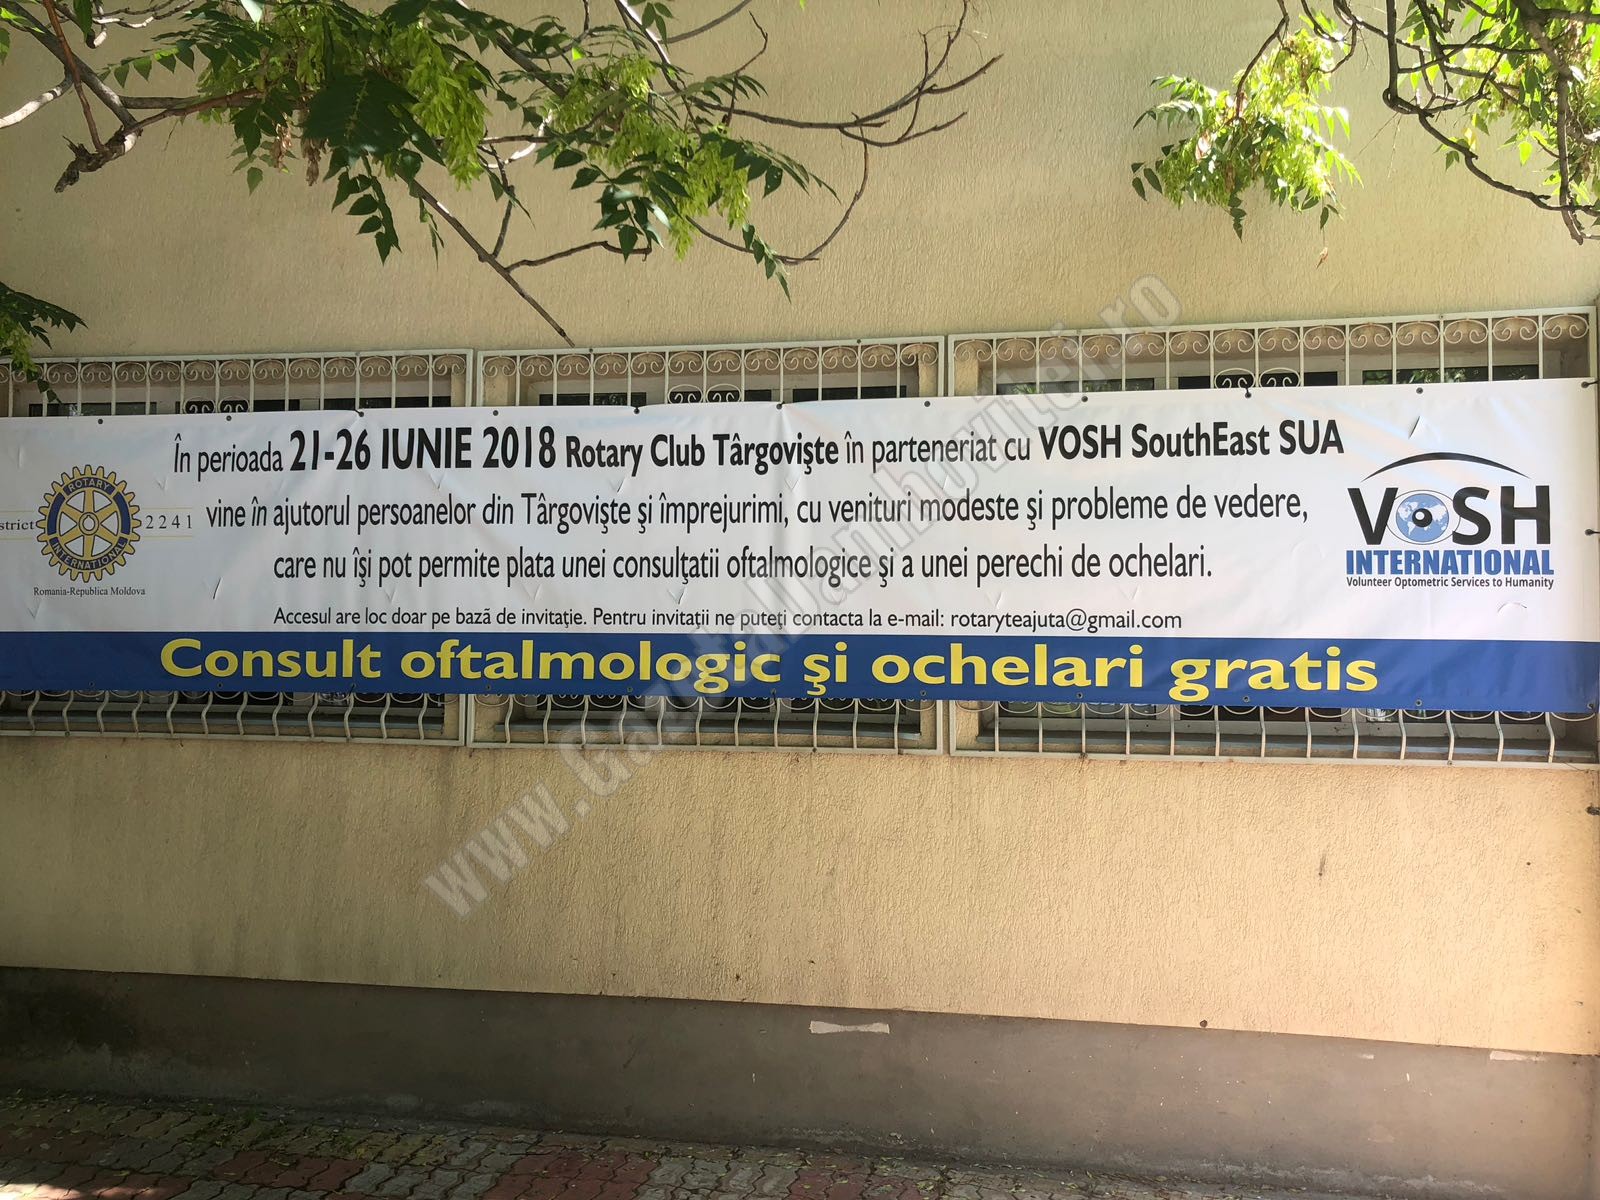 În perioada 21-26 IUNIE 2018 Rotary Club Târgovişte în parteneriat cu VOSH SouthEast SUA
vine în ajutorul persoanelor din Târgovişte şi împrejurimi, cu venituri modeste şi probleme de vedere,
care nu îşi pot permite plata unei consultaţii oftalmologice şi a unei perechi de ochelari.
Accesul are loc doar pe bază de invitaţie. Pentru invitaţii ne puteţi contacta la e-mail: rotaryteajuta@gmail.com
Consult oftalmologic şi ochelari gratis
strict 2241
ROTARY
INTERNATIONAL
Romania-Republica Moldova
VOSH
INTERNATIONAL
Volunteer Optometric Services to Humanity